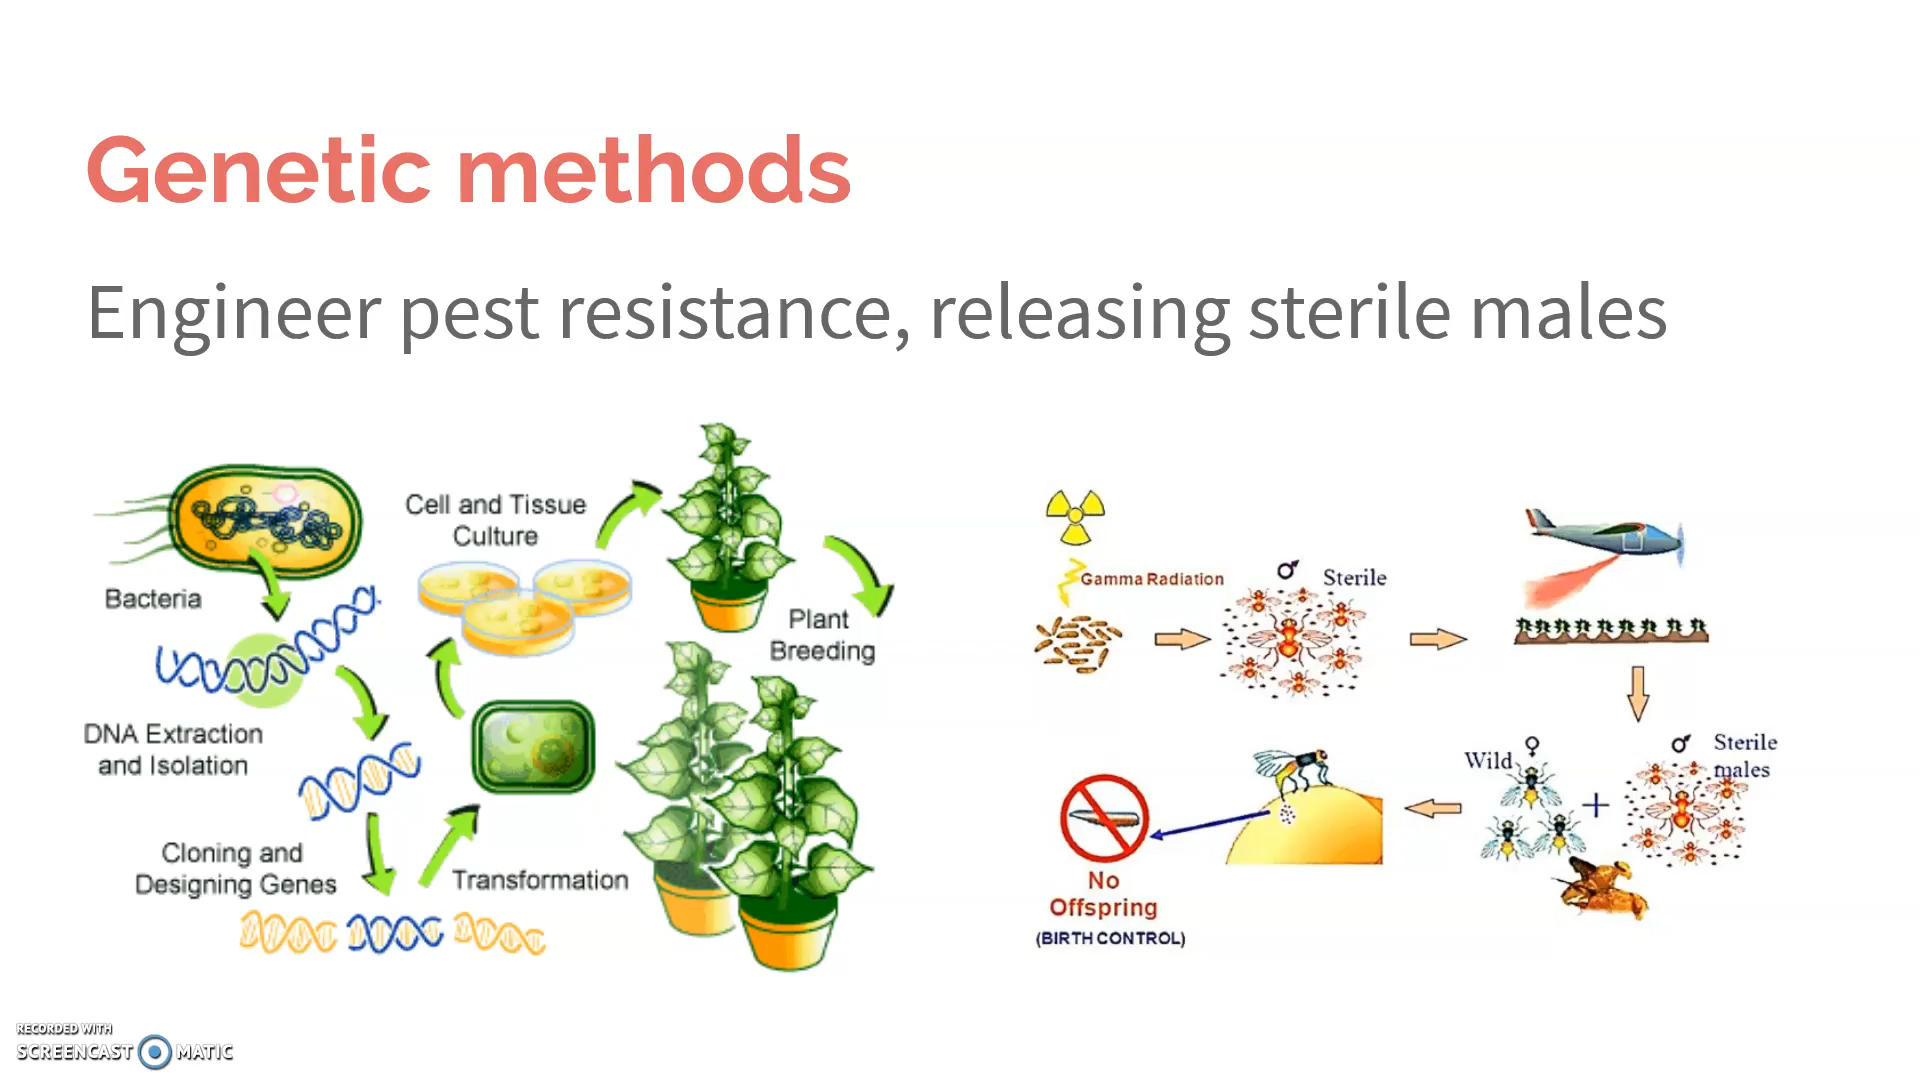 Genetic methods
Engineer pest resistance, releasing sterile males
Bacteria
DNA Extraction
and Isolation
Cloning and
Designing Genes
Transformation
Cell and Tissue
Culture
Plant
Breeding
Gamma Radiation
♂ Sterile
Wild ♀
+
♂ Sterile
males
No
Offspring
(BIRTH CONTROL)
RECORDED WITH
SCREENCAST MATIC